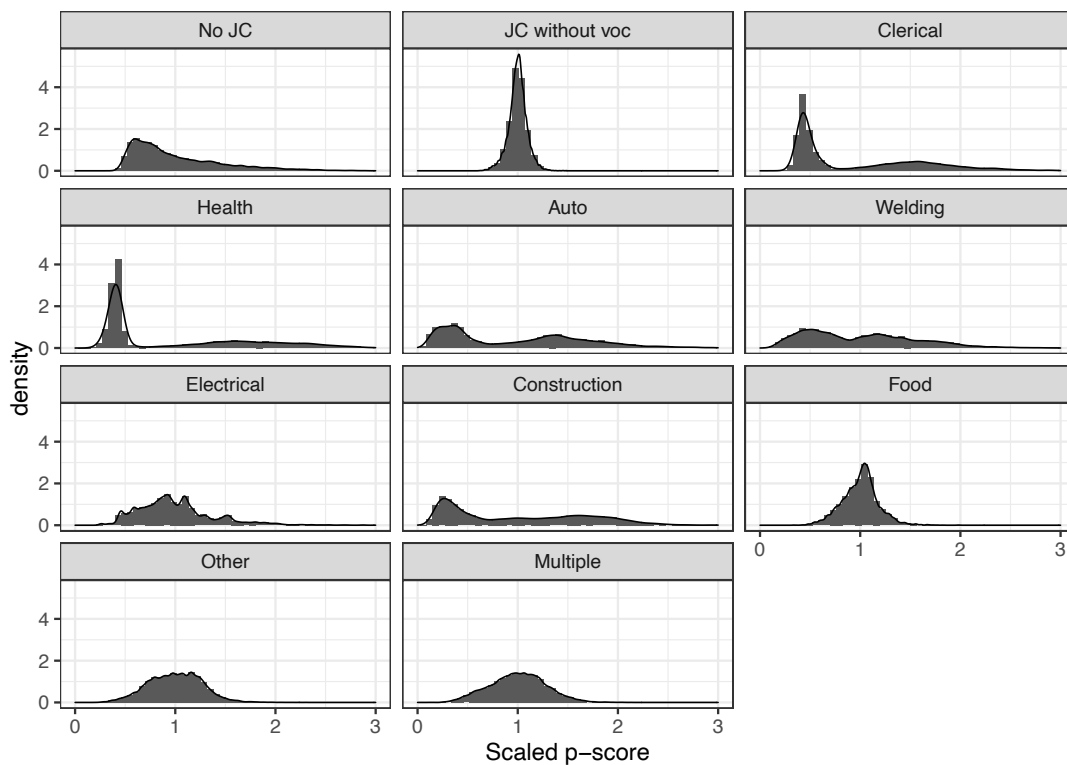 No JC
JC without voc
Clerical
4
2
0
Health
Auto
Welding
4
2
0
density
Electrical
Construction
Food
4
2
0
0
1
2
3
Other
Multiple
4
2
0
0
1
2
3
0
1
2
3
Scaled p−score